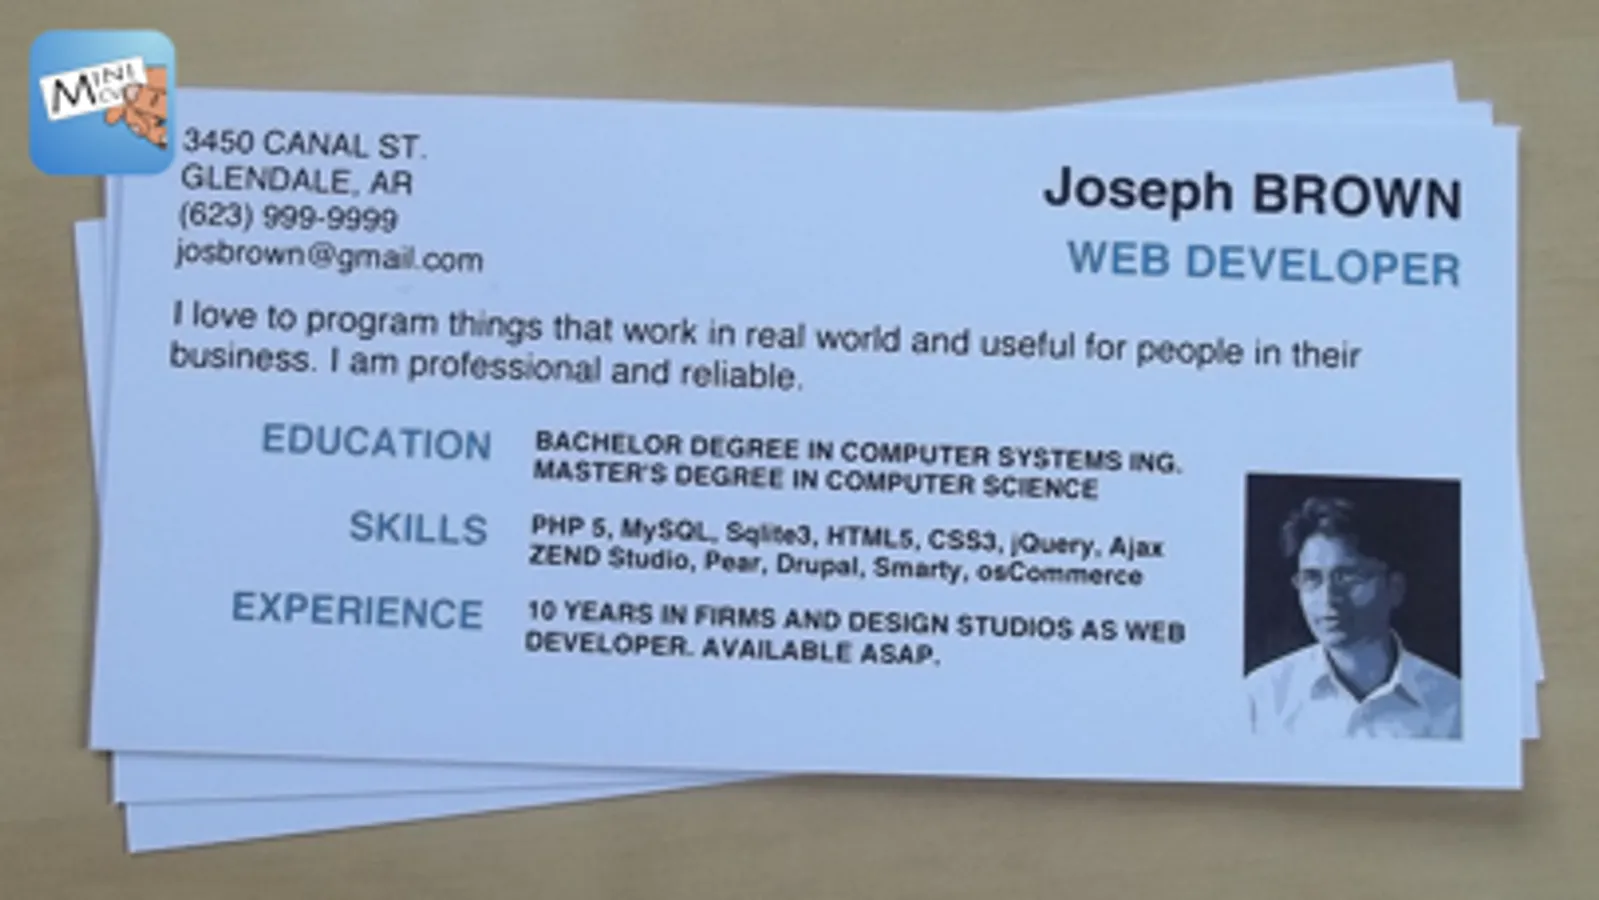 MINI
CV
3450 CANAL ST.
GLENDALE, AR
(623) 999-9999
josbrown@gmail.com
Joseph BROWN
WEB DEVELOPER
I love to program things that work in real world and useful for people in their
business. I am professional and reliable.
EDUCATION
BACHELOR DEGREE IN COMPUTER SYSTEMS ING.
MASTER'S DEGREE IN COMPUTER SCIENCE
SKILLS
PHP 5, MySQL, Sqlite3, HTML5, CSS3, jQuery, Ajax
ZEND Studio, Pear, Drupal, Smarty, osCommerce
EXPERIENCE
10 YEARS IN FIRMS AND DESIGN STUDIOS AS WEB
DEVELOPER. AVAILABLE ASAP.